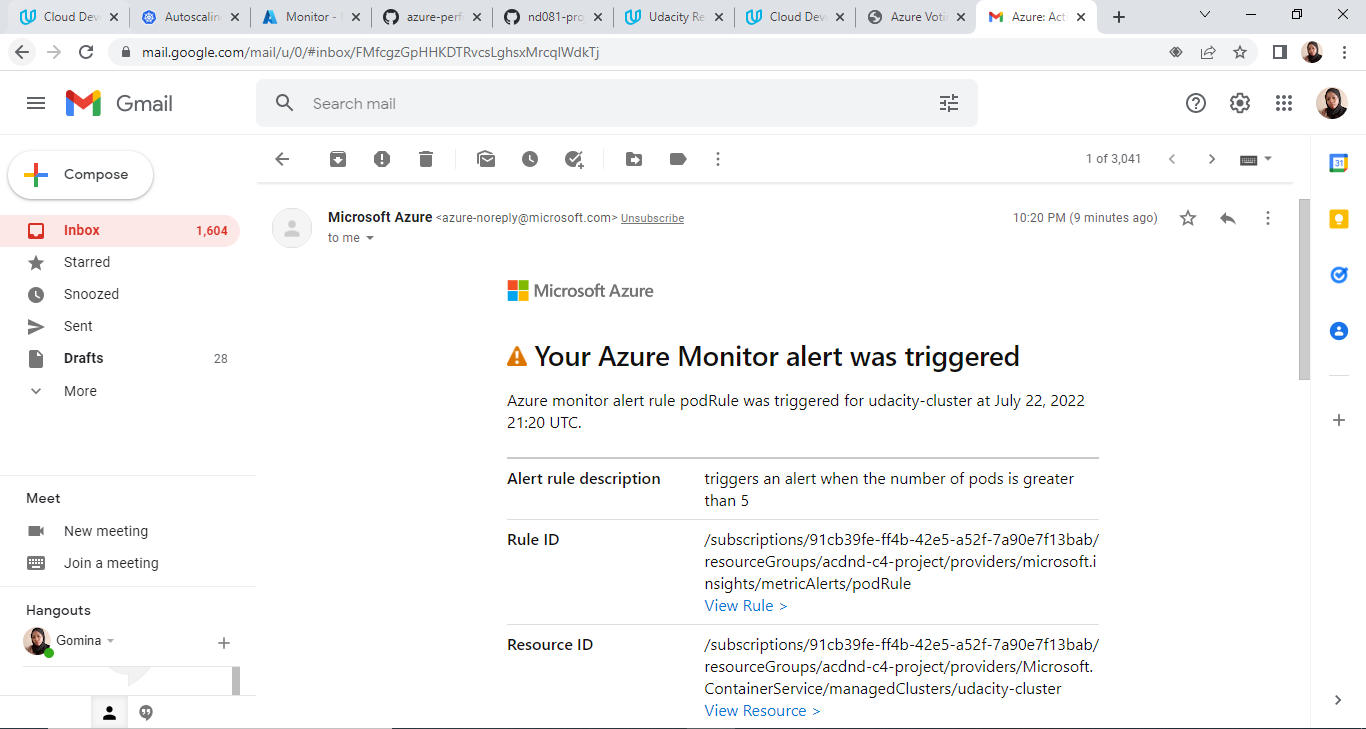 Cloud Deve
Autoscalin
Monitor -
azure-perf
nd081-pro
Udacity Re
Cloud Deve
Azure Voti
Azure: Act
mail.google.com/mail/u/0/#inbox/FMfcgzGpHHKDTRvcsLghsxMrcqlWdkTj
Gmail
Search mail
Compose
1 of 3,041
Inbox 1,604
Starred
Snoozed
Sent
Drafts 28
More
Meet
New meeting
Join a meeting
Hangouts
Gomina
Microsoft Azure <azure-noreply@microsoft.com> Unsubscribe
10:20 PM (9 minutes ago)
to me
Microsoft Azure
Your Azure Monitor alert was triggered
Azure monitor alert rule podRule was triggered for udacity-cluster at July 22, 2022
21:20 UTC.
Alert rule description
triggers an alert when the number of pods is greater
than 5
Rule ID
/subscriptions/91cb39fe-ff4b-42e5-a52f-7a90e7f13bab/
resourceGroups/acdnd-c4-project/providers/microsoft.i
nsights/metricAlerts/podRule
View Rule >
Resource ID
/subscriptions/91cb39fe-ff4b-42e5-a52f-7a90e7f13bab/
resourceGroups/acdnd-c4-project/providers/Microsoft.
ContainerService/managedClusters/udacity-cluster
View Resource >
31